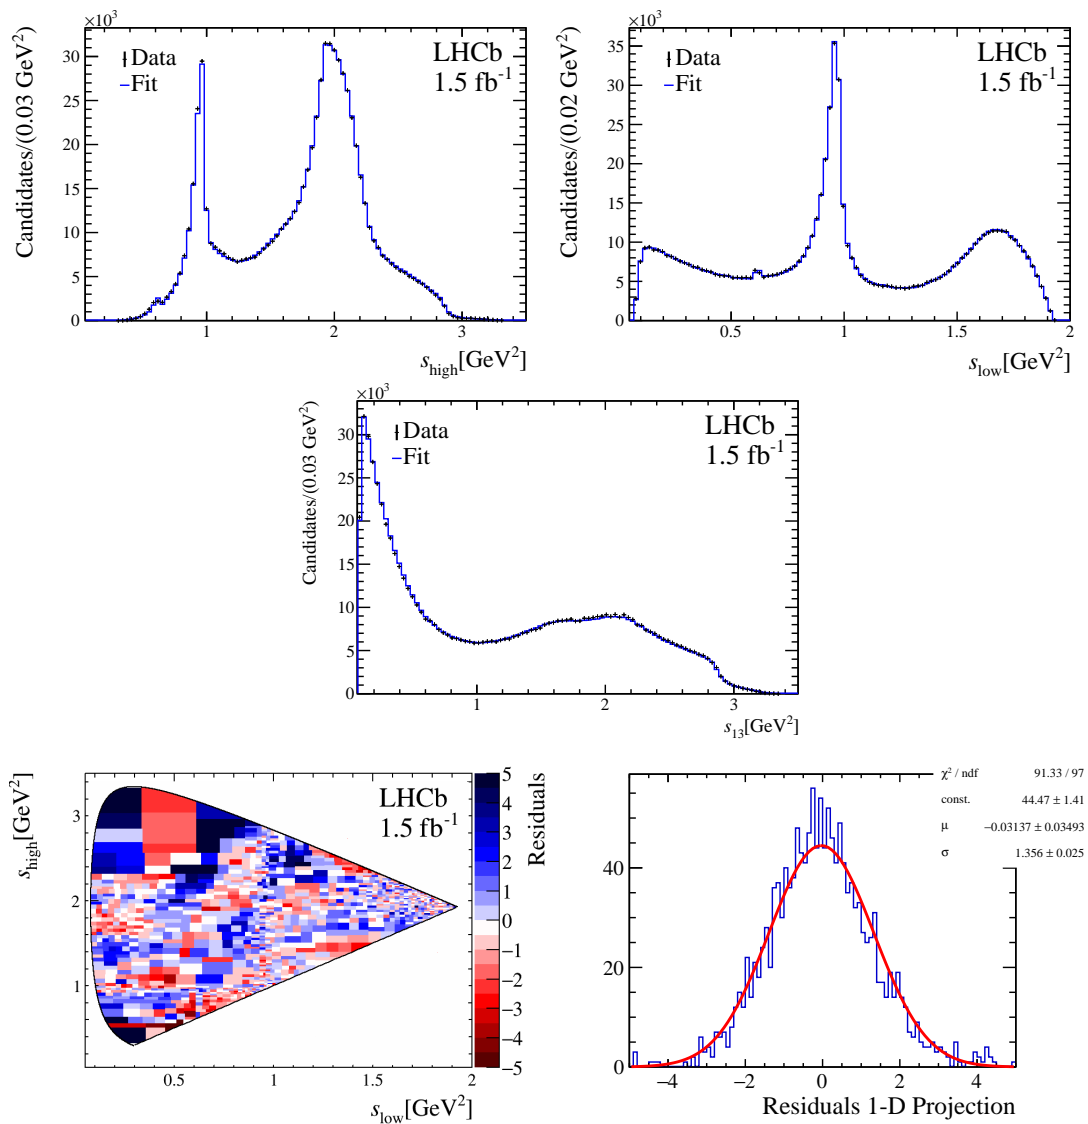 ×10³
Candidates/(0.03 GeV²)
Data
Fit
LHCb
1.5 fb⁻¹
30
25
20
15
10
5
0
1
2
3
s_high[GeV²]
×10³
Candidates/(0.02 GeV²)
Data
Fit
LHCb
1.5 fb⁻¹
35
30
25
20
15
10
5
0
0.5
1
1.5
2
s_low[GeV²]
×10³
Candidates/(0.03 GeV²)
Data
Fit
LHCb
1.5 fb⁻¹
30
25
20
15
10
5
0
1
2
3
s₁₃[GeV²]
s_high[GeV²]
3
2
1
LHCb
1.5 fb⁻¹
0.5
1
1.5
2
s_low[GeV²]
5
4
3
2
1
0
−1
−2
−3
−4
−5
Residuals
χ² / ndf 91.33 / 97
const. 44.47 ± 1.41
μ −0.03137 ± 0.03493
σ 1.356 ± 0.025
40
20
0
−4
−2
0
2
4
Residuals 1-D Projection